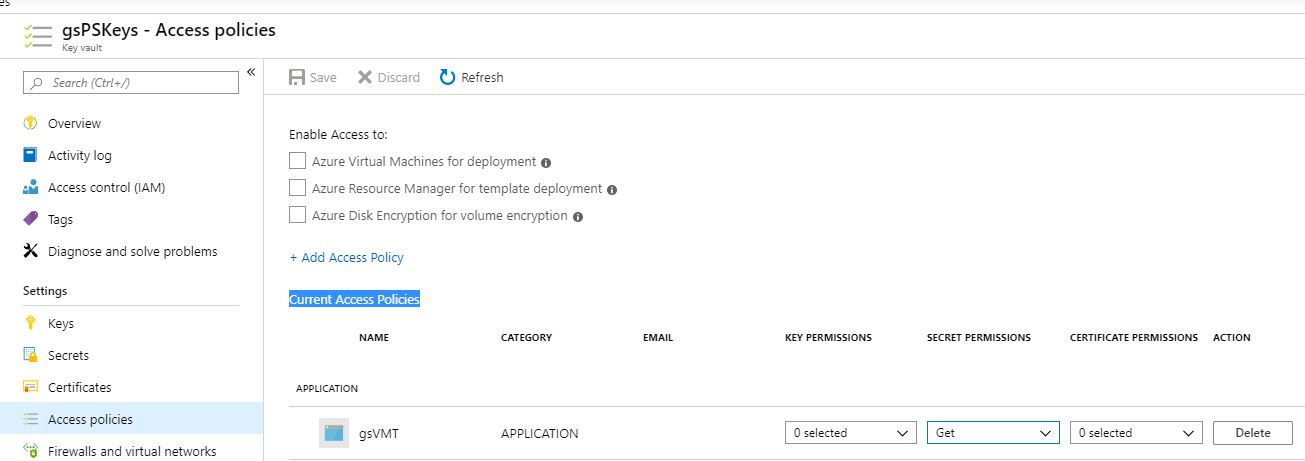 es
gsPSKeys - Access policies
Key vault
Search (Ctrl+/)
«
Overview
Activity log
Access control (IAM)
Tags
Diagnose and solve problems
Settings
Keys
Secrets
Certificates
Access policies
Firewalls and virtual networks
Save Discard Refresh
Enable Access to:
Azure Virtual Machines for deployment
Azure Resource Manager for template deployment
Azure Disk Encryption for volume encryption
+ Add Access Policy
Current Access Policies
NAME CATEGORY EMAIL KEY PERMISSIONS SECRET PERMISSIONS CERTIFICATE PERMISSIONS ACTION
APPLICATION
gsVMT APPLICATION 0 selected Get 0 selected Delete